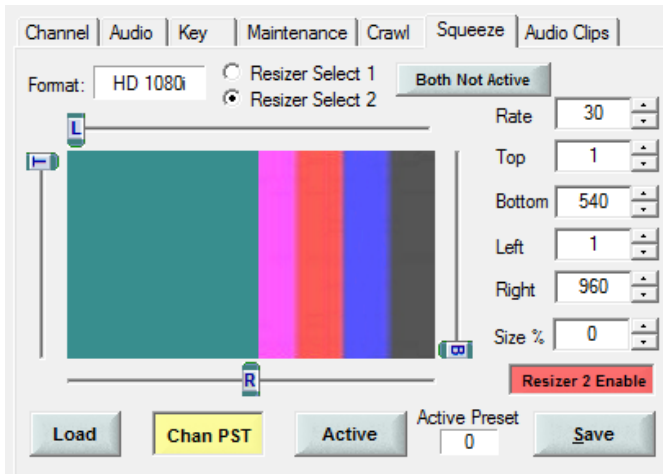 Channel Audio Key Maintenance Crawl Squeeze Audio Clips
Format: HD 1080i
Resizer Select 1
Resizer Select 2
Both Not Active
Rate 30
L
T
Top 1
Bottom 540
Left 1
Right 960
Size % 0
B
R
Resizer 2 Enable
Load
Chan PST
Active
Active Preset
0
Save